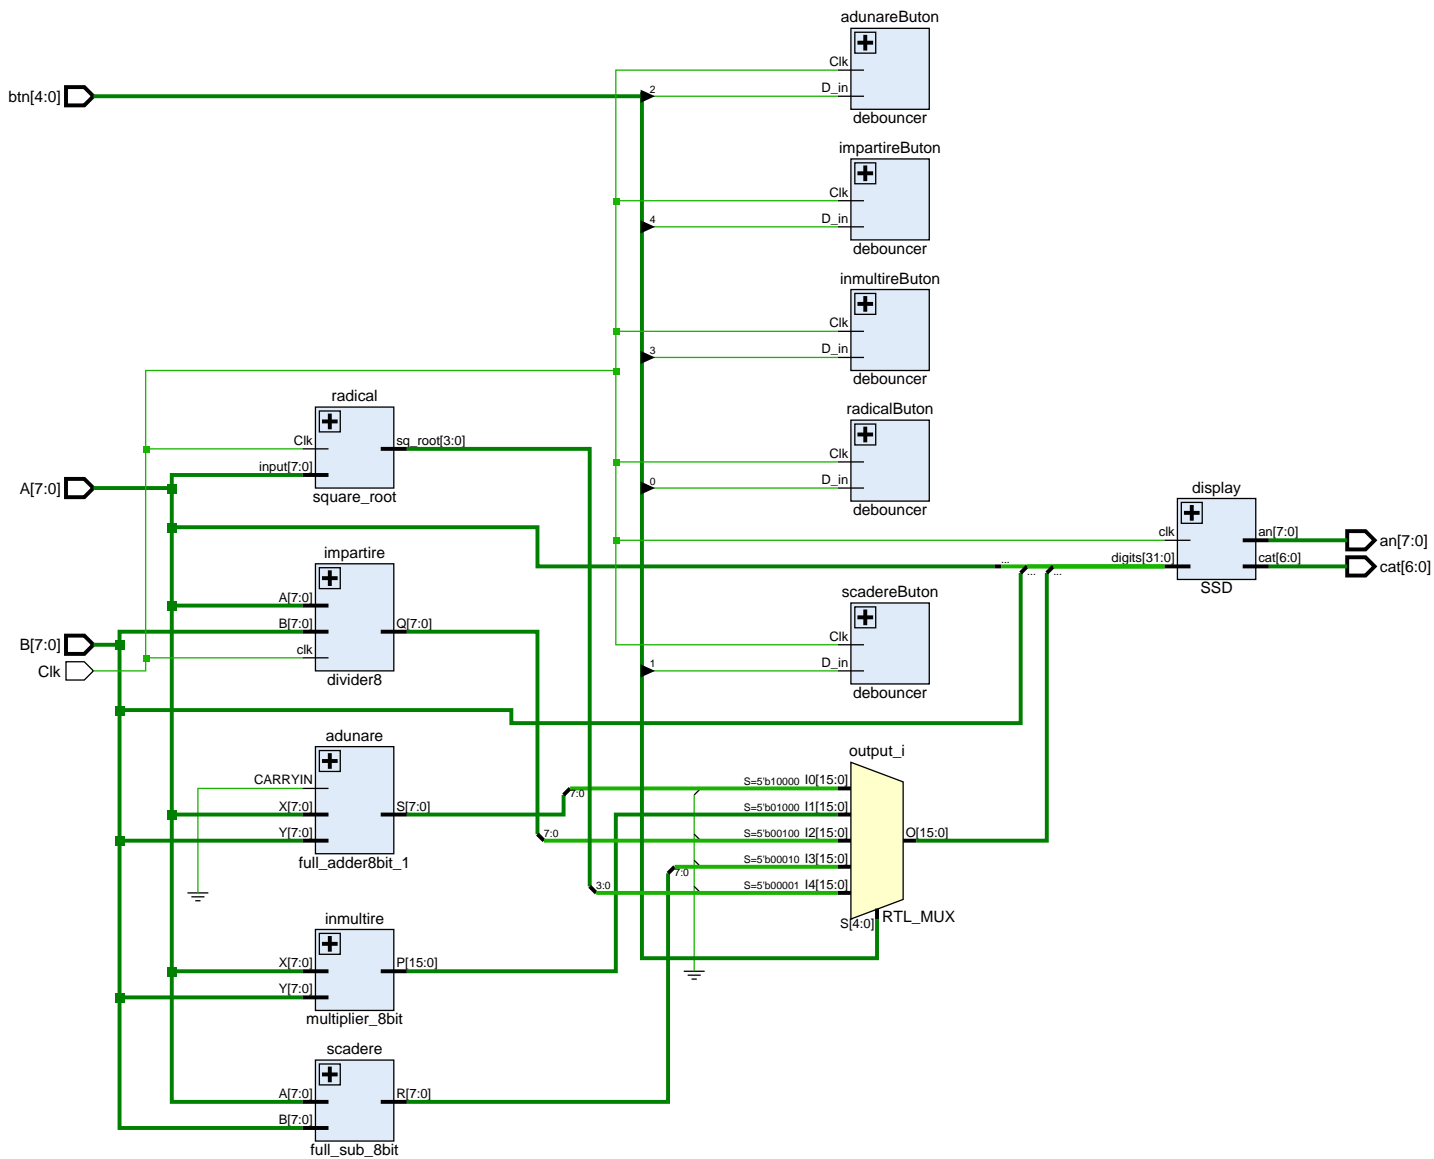 adunareButon
Clk
D_in
debouncer
btn[4:0]
2
impartireButon
Clk
D_in
debouncer
4
inmultireButon
Clk
D_in
debouncer
3
radical
Clk
input[7:0]
sq_root[3:0]
square_root
A[7:0]
radicalButon
Clk
D_in
debouncer
0
display
clk
digits[31:0]
an[7:0]
cat[6:0]
SSD
an[7:0]
cat[6:0]
...
...
...
impartire
A[7:0]
B[7:0]
clk
Q[7:0]
divider8
B[7:0]
Clk
scadereButon
Clk
D_in
debouncer
1
adunare
CARRYIN
X[7:0]
Y[7:0]
S[7:0]
full_adder8bit_1
output_i
7:0
S=5'b10000 I0[15:0]
S=5'b01000 I1[15:0]
7:0
S=5'b00100 I2[15:0]
7:0
S=5'b00010 I3[15:0]
3:0
S=5'b00001 I4[15:0]
O[15:0]
S[4:0]
RTL_MUX
inmultire
X[7:0]
Y[7:0]
P[15:0]
multiplier_8bit
scadere
A[7:0]
B[7:0]
R[7:0]
full_sub_8bit